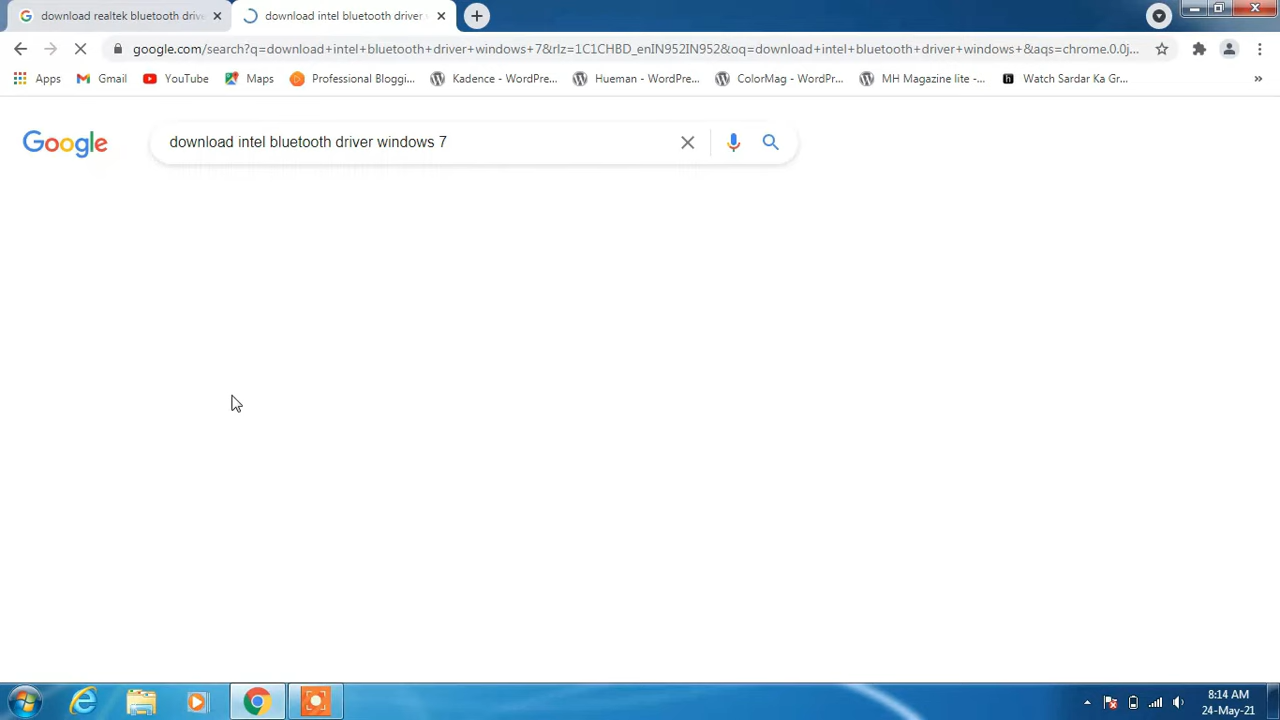 download realtek bluetooth drive
download intel bluetooth driver
google.com/search?q=download+intel+bluetooth+driver+windows+7&rlz=1C1CHBD_enIN952IN952&oq=download+intel+bluetooth+driver+windows+&aqs=chrome.0.0j...
Apps
Gmail
YouTube
Maps
Professional Bloggi...
Kadence - WordPre...
Hueman - WordPre...
ColorMag - WordPr...
MH Magazine lite -...
h
Watch Sardar Ka Gr...
»
Google
download intel bluetooth driver windows 7
8:14 AM
24-May-21